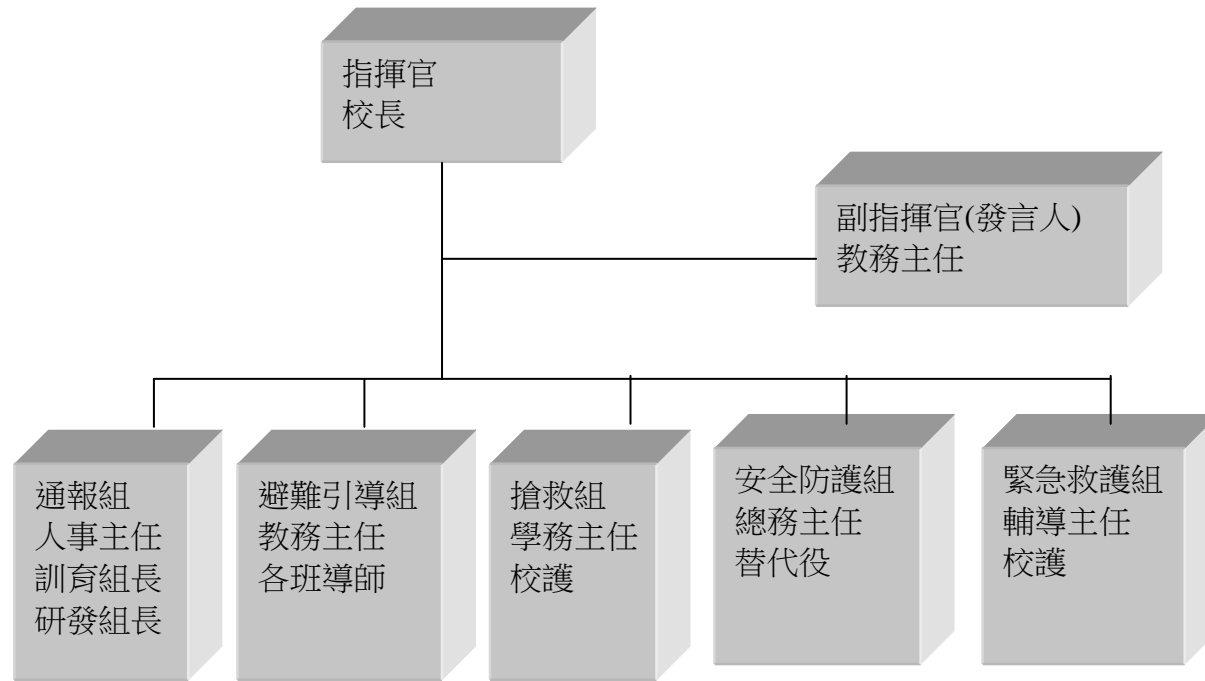 指揮官
校長
副指揮官(發言人)
教務主任
通報組
人事主任
訓育組長
研發組長
避難引導組
教務主任
各班導師
搶救組
學務主任
校護
安全防護組
總務主任
替代役
緊急救護組
輔導主任
校護